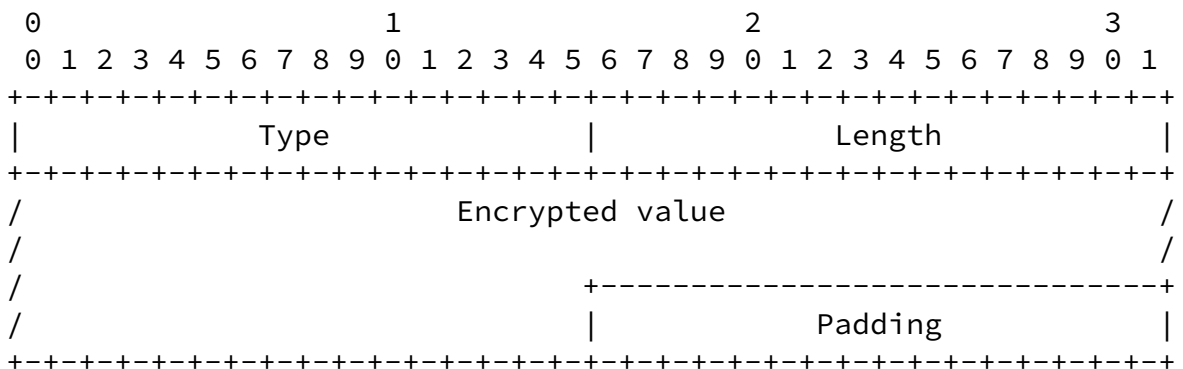 0                   1                   2                   3
 0 1 2 3 4 5 6 7 8 9 0 1 2 3 4 5 6 7 8 9 0 1 2 3 4 5 6 7 8 9 0 1
+-+-+-+-+-+-+-+-+-+-+-+-+-+-+-+-+-+-+-+-+-+-+-+-+-+-+-+-+-+-+-+-+
|             Type              |             Length            |
+-+-+-+-+-+-+-+-+-+-+-+-+-+-+-+-+-+-+-+-+-+-+-+-+-+-+-+-+-+-+-+-+
/                        Encrypted value                        /
/                                                               /
/                               +-------------------------------+
/                               |            Padding            |
+-+-+-+-+-+-+-+-+-+-+-+-+-+-+-+-+-+-+-+-+-+-+-+-+-+-+-+-+-+-+-+-+